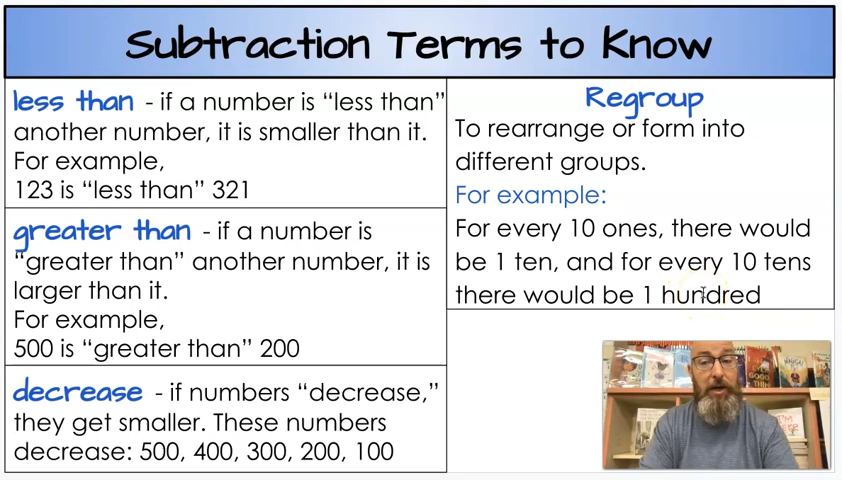 Subtraction Terms to Know
less than - if a number is “less than”
another number, it is smaller than it.
For example,
123 is “less than” 321
greater than - if a number is
“greater than” another number, it is
larger than it.
For example,
500 is “greater than” 200
decrease - if numbers “decrease,”
they get smaller. These numbers
decrease: 500, 400, 300, 200, 100
Regroup
To rearrange or form into
different groups.
For example:
For every 10 ones, there would
be 1 ten, and for every 10 tens
there would be 1 hundred
GOOD